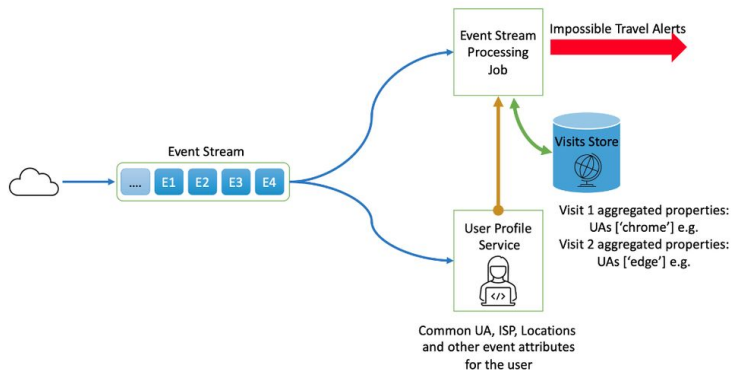 Event Stream
Processing
Job
Impossible Travel Alerts
Event Stream
.... E1 E2 E3 E4
Visits Store
Visit 1 aggregated properties:
UAs [‘chrome’] e.g.
Visit 2 aggregated properties:
UAs [‘edge’] e.g.
User Profile
Service
</>
Common UA, ISP, Locations
and other event attributes
for the user